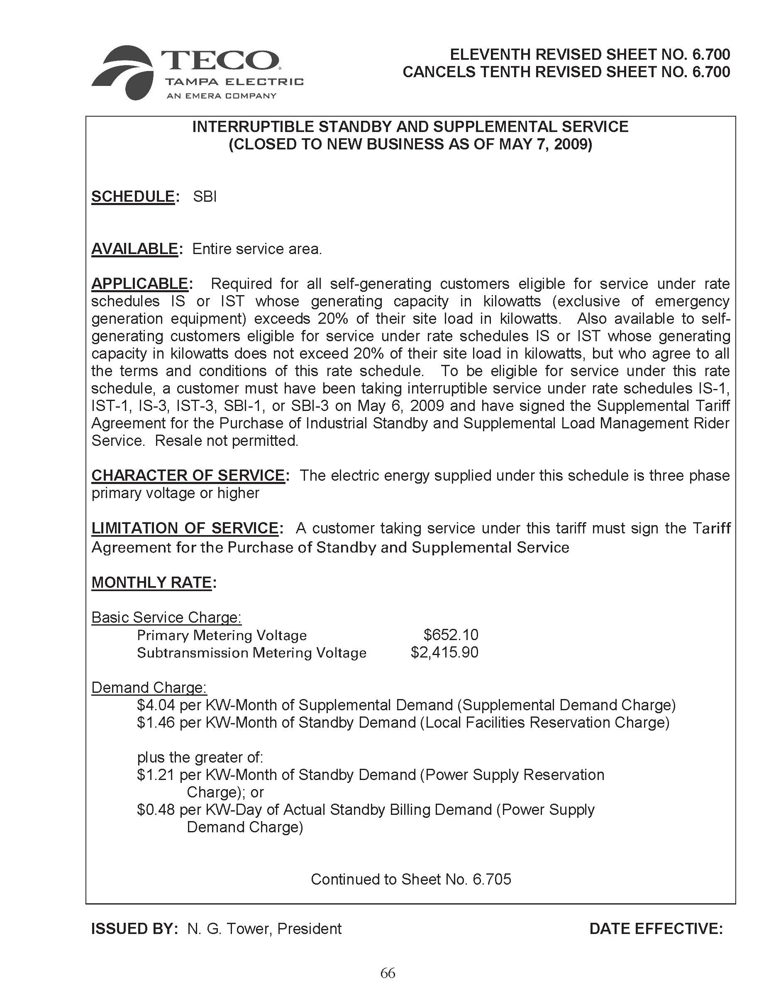 TECO®
TAMPA ELECTRIC
AN EMERA COMPANY
ELEVENTH REVISED SHEET NO. 6.700
CANCELS TENTH REVISED SHEET NO. 6.700
INTERRUPTIBLE STANDBY AND SUPPLEMENTAL SERVICE
(CLOSED TO NEW BUSINESS AS OF MAY 7, 2009)
SCHEDULE: SBI
AVAILABLE: Entire service area.
APPLICABLE: Required for all self-generating customers eligible for service under rate
schedules IS or IST whose generating capacity in kilowatts (exclusive of emergency
generation equipment) exceeds 20% of their site load in kilowatts. Also available to self-
generating customers eligible for service under rate schedules IS or IST whose generating
capacity in kilowatts does not exceed 20% of their site load in kilowatts, but who agree to all
the terms and conditions of this rate schedule. To be eligible for service under this rate
schedule, a customer must have been taking interruptible service under rate schedules IS-1,
IST-1, IS-3, IST-3, SBI-1, or SBI-3 on May 6, 2009 and have signed the Supplemental Tariff
Agreement for the Purchase of Industrial Standby and Supplemental Load Management Rider
Service. Resale not permitted.
CHARACTER OF SERVICE: The electric energy supplied under this schedule is three phase
primary voltage or higher
LIMITATION OF SERVICE: A customer taking service under this tariff must sign the Tariff
Agreement for the Purchase of Standby and Supplemental Service
MONTHLY RATE:
Basic Service Charge:
Primary Metering Voltage $652.10
Subtransmission Metering Voltage $2,415.90
Demand Charge:
$4.04 per KW-Month of Supplemental Demand (Supplemental Demand Charge)
$1.46 per KW-Month of Standby Demand (Local Facilities Reservation Charge)
plus the greater of:
$1.21 per KW-Month of Standby Demand (Power Supply Reservation
Charge); or
$0.48 per KW-Day of Actual Standby Billing Demand (Power Supply
Demand Charge)
Continued to Sheet No. 6.705
ISSUED BY: N. G. Tower, President
DATE EFFECTIVE:
66